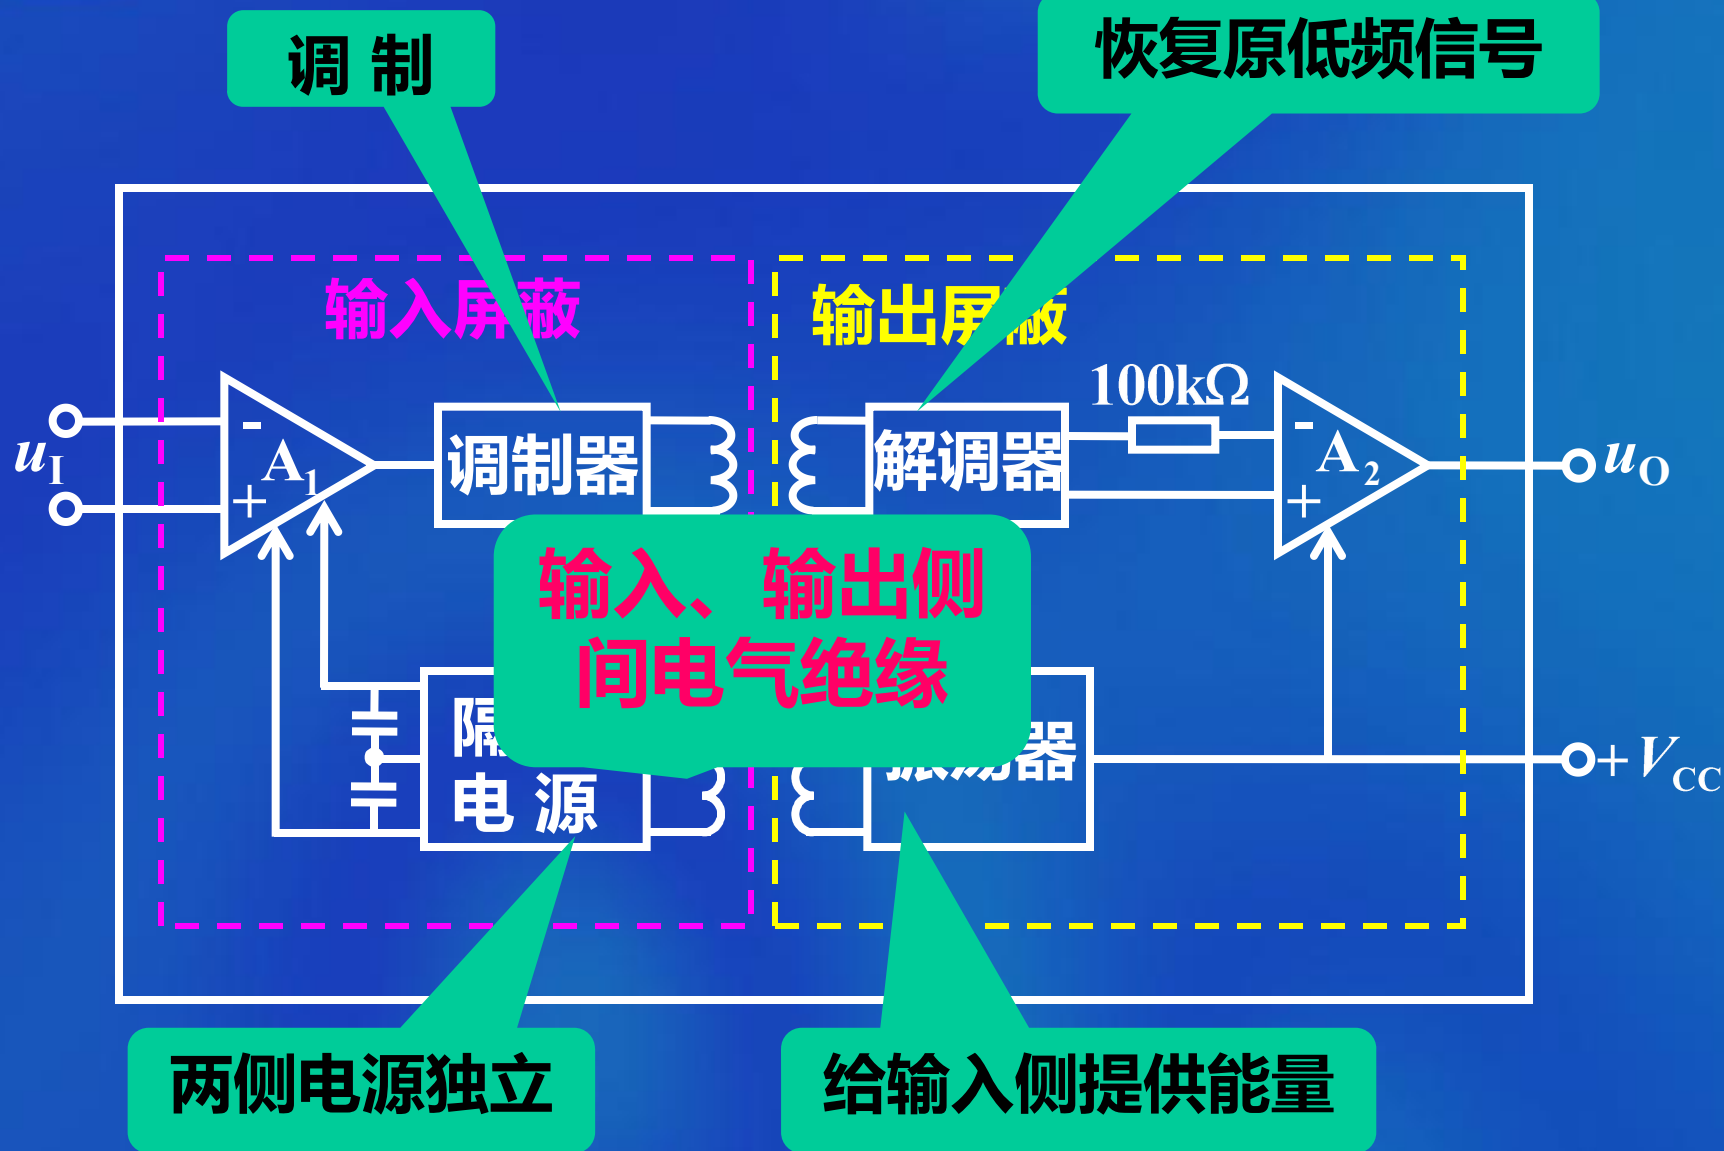 调 制
恢复原低频信号
输入屏蔽
输出屏蔽
100kΩ
uI
-
A1
+
调制器
解调器
-
A2
+
uO
输入、输出侧
间电气绝缘
电 源
+ VCC
两侧电源独立
给输入侧提供能量